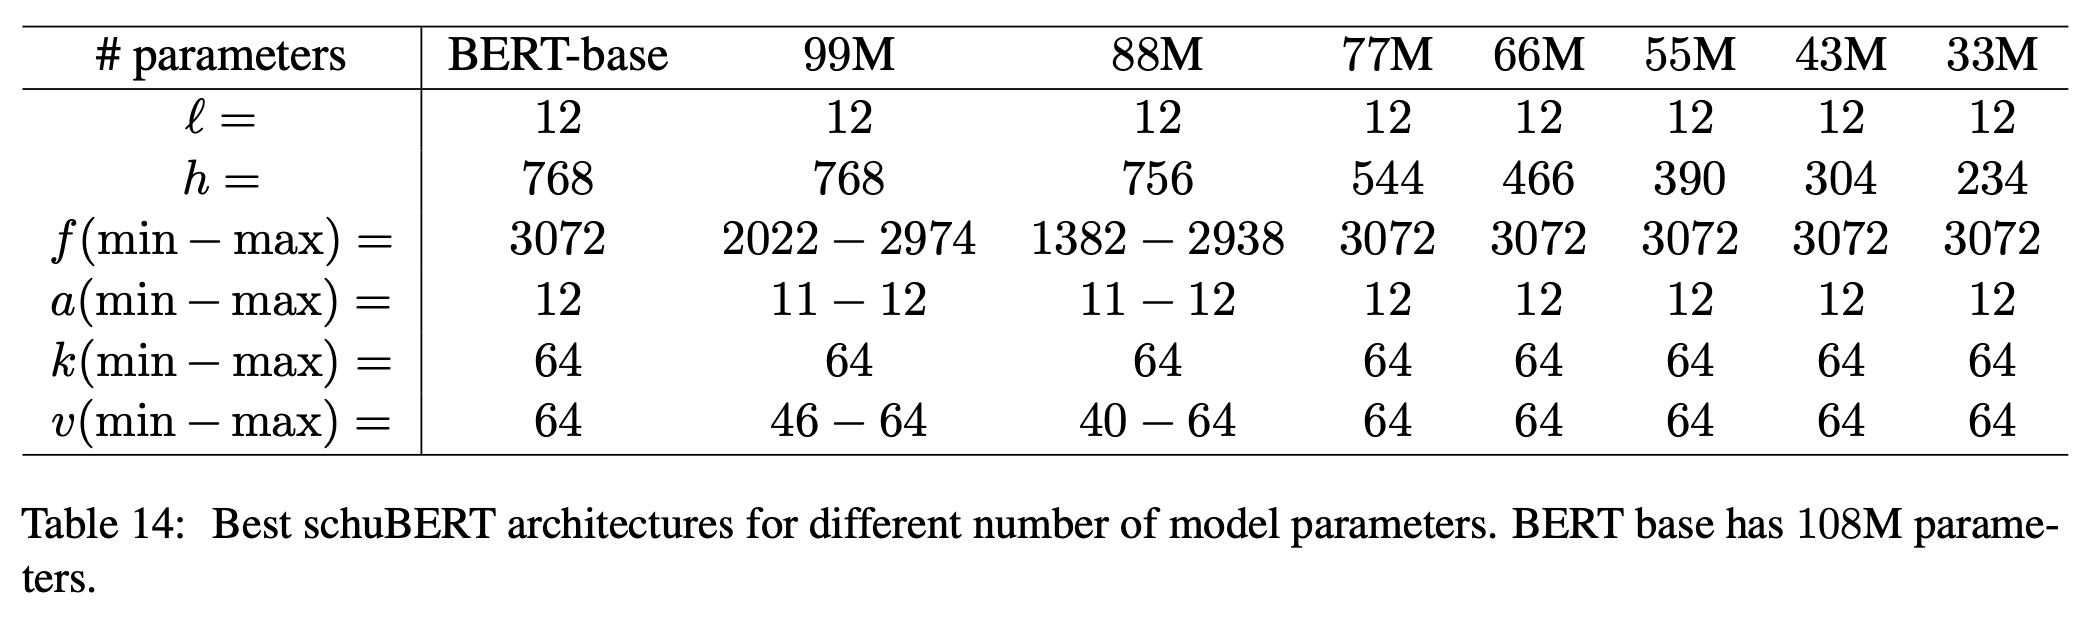 # parameters BERT-base 99M 88M 77M 66M 55M 43M 33M
ℓ = 12 12 12 12 12 12 12 12
h = 768 768 756 544 466 390 304 234
f(min − max) = 3072 2022 − 2974 1382 − 2938 3072 3072 3072 3072 3072
a(min − max) = 12 11 − 12 11 − 12 12 12 12 12 12
k(min − max) = 64 64 64 64 64 64 64 64
v(min − max) = 64 46 − 64 40 − 64 64 64 64 64 64
Table 14: Best schuBERT architectures for different number of model parameters. BERT base has 108M parame-
ters.